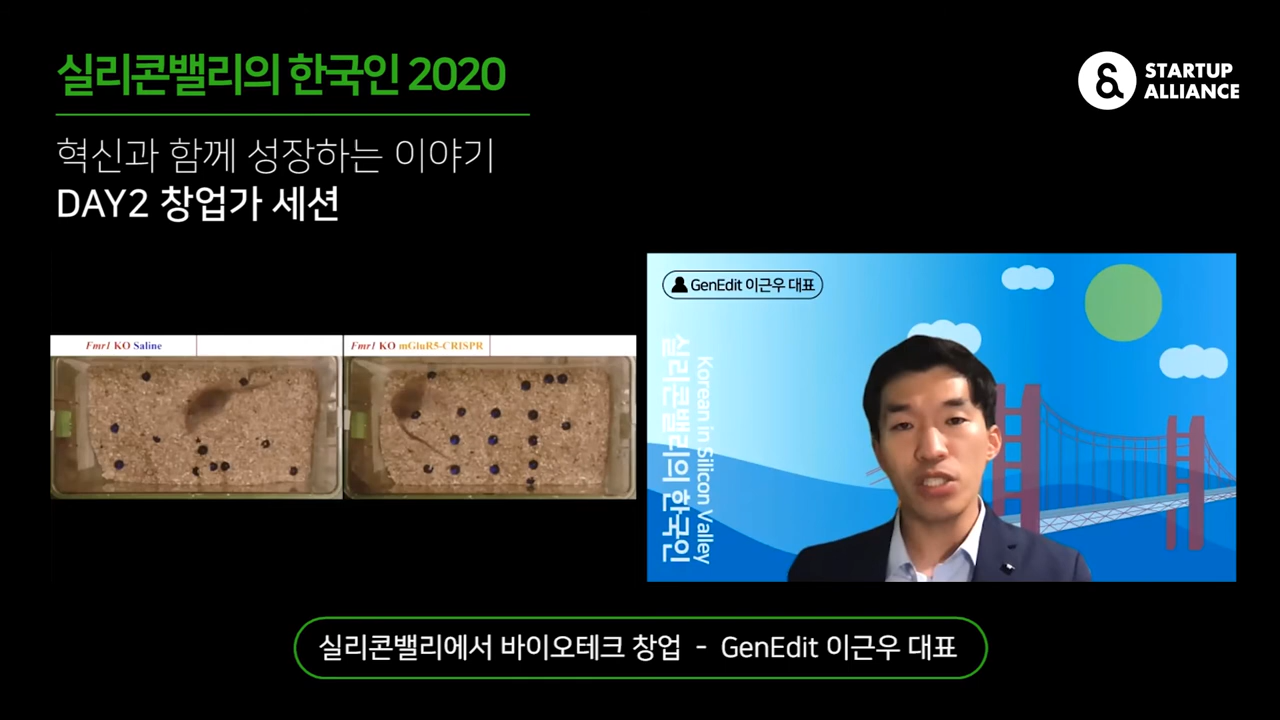 실리콘밸리의 한국인 2020
STARTUP
ALLIANCE
혁신과 함께 성장하는 이야기
DAY2 창업가 세션
Fmr1 KO Saline
Fmr1 KO mGluR5-CRISPR
GenEdit 이근우 대표
Korean in Silicon Valley
실리콘밸리의 한국인
실리콘밸리에서 바이오테크 창업 - GenEdit 이근우 대표